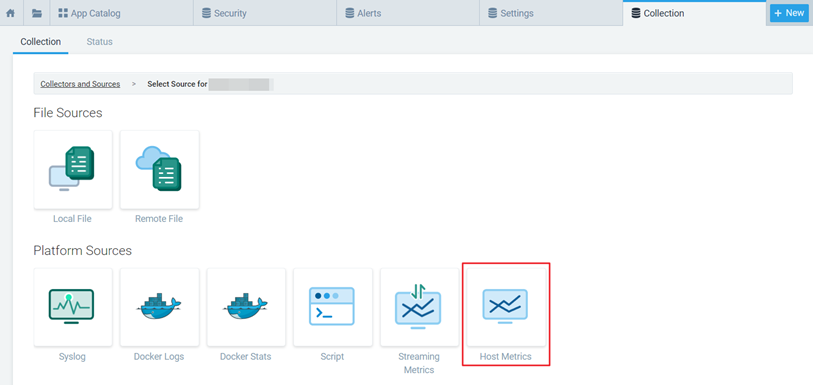 App Catalog Security Alerts Settings Collection + New
Collection Status
Collectors and Sources > Select Source for
File Sources
Local File Remote File
Platform Sources
Syslog Docker Logs Docker Stats Script Streaming Metrics Host Metrics